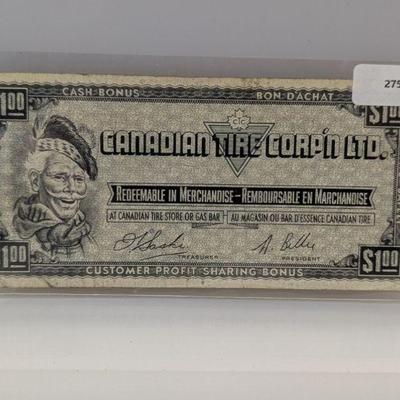 275
$1.00 CASH BONUS BON D'ACHAT $1.00
CTC
CANADIAN TIRE CORP'N LTD.
REDEEMABLE IN MERCHANDISE – REMBOURSABLE EN MARCHANDISE
AT CANADIAN TIRE STORE OR GAS BAR AU MAGASIN OU BAR D'ESSENCE CANADIAN TIRE
TREASURER PRESIDENT
$1.00 CUSTOMER PROFIT SHARING BONUS $1.00